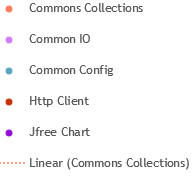 Commons Collections
Common IO
Common Config
Http Client
Jfree Chart
Linear (Commons Collections)